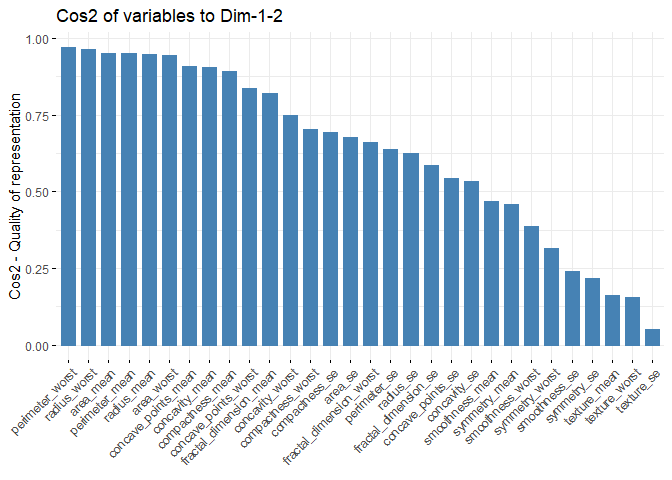 Cos2 of variables to Dim-1-2
Cos2 - Quality of representation
1.00
0.75
0.50
0.25
0.00
perimeter_worst
radius_worst
area_mean
perimeter_mean
radius_mean
area_worst
concave_points_mean
concavity_mean
compactness_mean
concave_points_worst
fractal_dimension_mean
concavity_worst
compactness_worst
compactness_se
area_se
fractal_dimension_worst
perimeter_se
radius_se
fractal_dimension_se
concave_points_se
concavity_se
smoothness_mean
symmetry_mean
smoothness_worst
symmetry_worst
smoothness_se
symmetry_se
texture_mean
texture_worst
texture_se